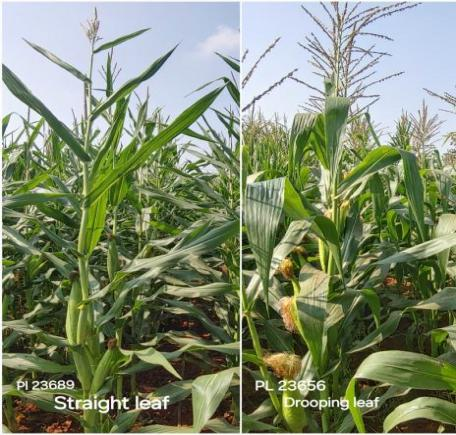 PI 23689
Straight leaf
PL 23656
Drooping leaf